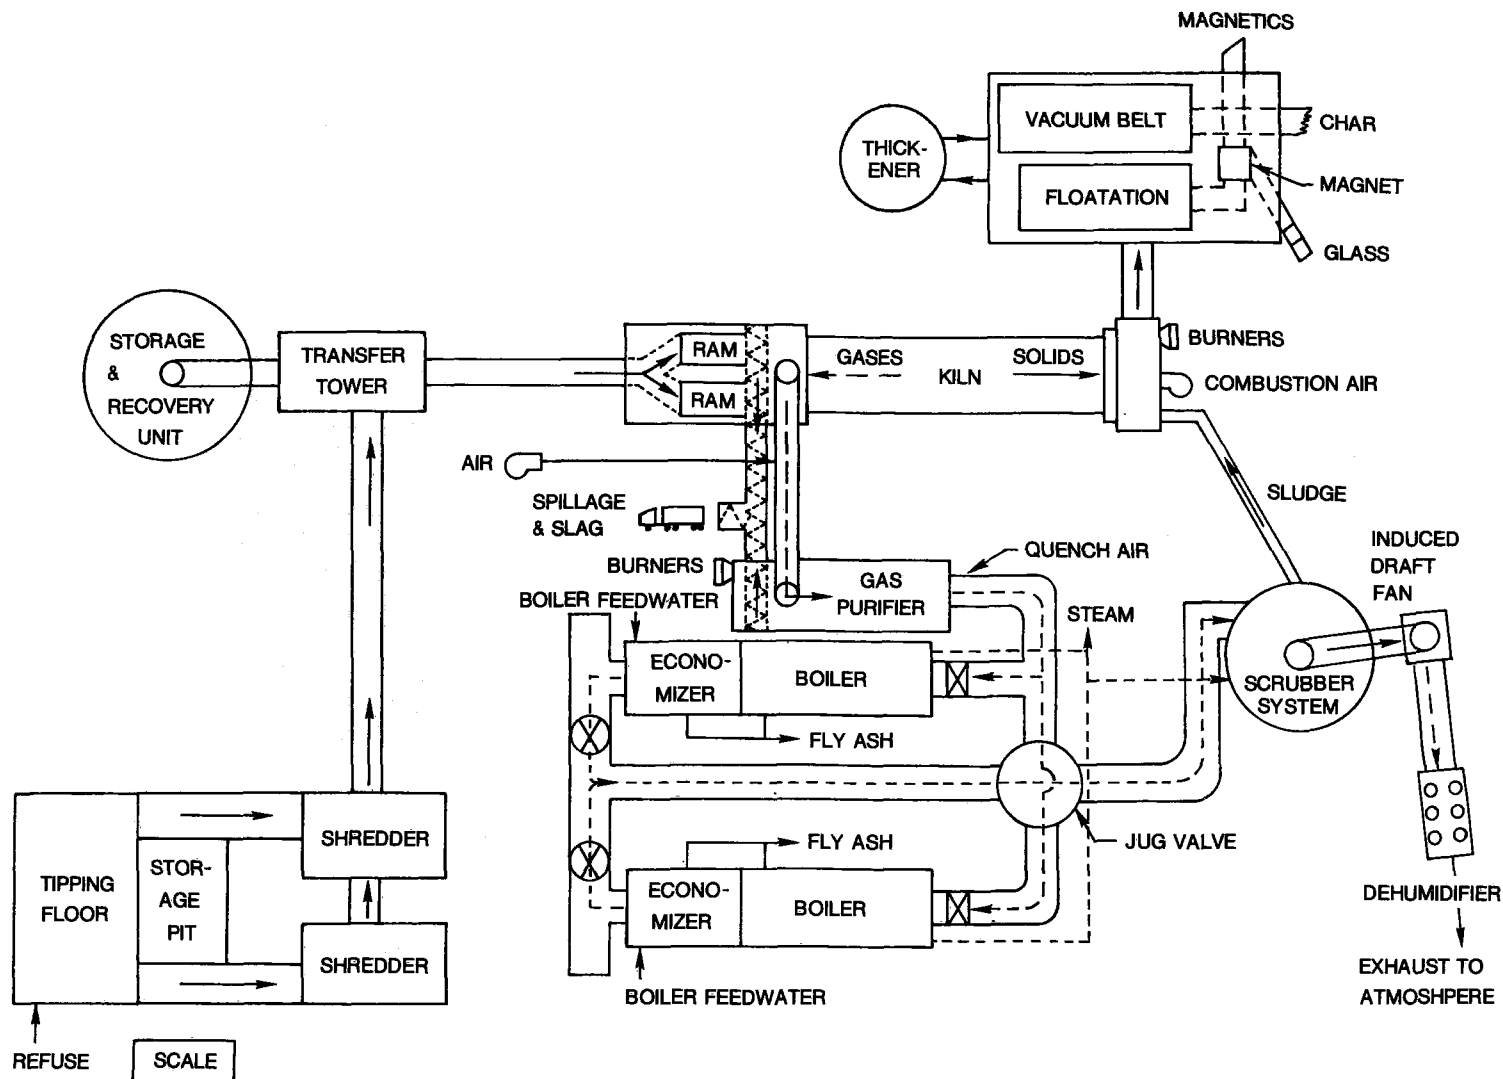 MAGNETICS
VACUUM BELT
CHAR
THICK-
ENER
MAGNET
FLOATATION
GLASS
STORAGE
&
RECOVERY
UNIT
TRANSFER
TOWER
RAM
RAM
GASES
KILN
SOLIDS
BURNERS
COMBUSTION AIR
AIR
SPILLAGE
& SLAG
SLUDGE
BURNERS
GAS
PURIFIER
QUENCH AIR
INDUCED
DRAFT
FAN
BOILER FEEDWATER
STEAM
ECONO-
MIZER
BOILER
SCRUBBER
SYSTEM
FLY ASH
JUG VALVE
FLY ASH
ECONO-
MIZER
BOILER
BOILER FEEDWATER
DEHUMIDIFIER
EXHAUST TO
ATMOSHPERE
TIPPING
FLOOR
STOR-
AGE
PIT
SHREDDER
SHREDDER
REFUSE
SCALE